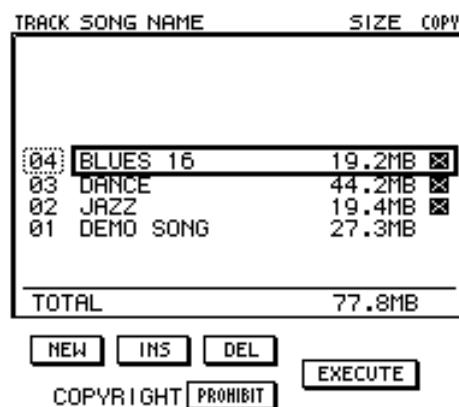 TRACK SONG NAME SIZE COPY
04 BLUES 16 19.2MB
03 DANCE 44.2MB
02 JAZZ 19.4MB
01 DEMO SONG 27.3MB
TOTAL 77.8MB
NEW INS DEL
EXECUTE
COPYRIGHT PROHIBIT